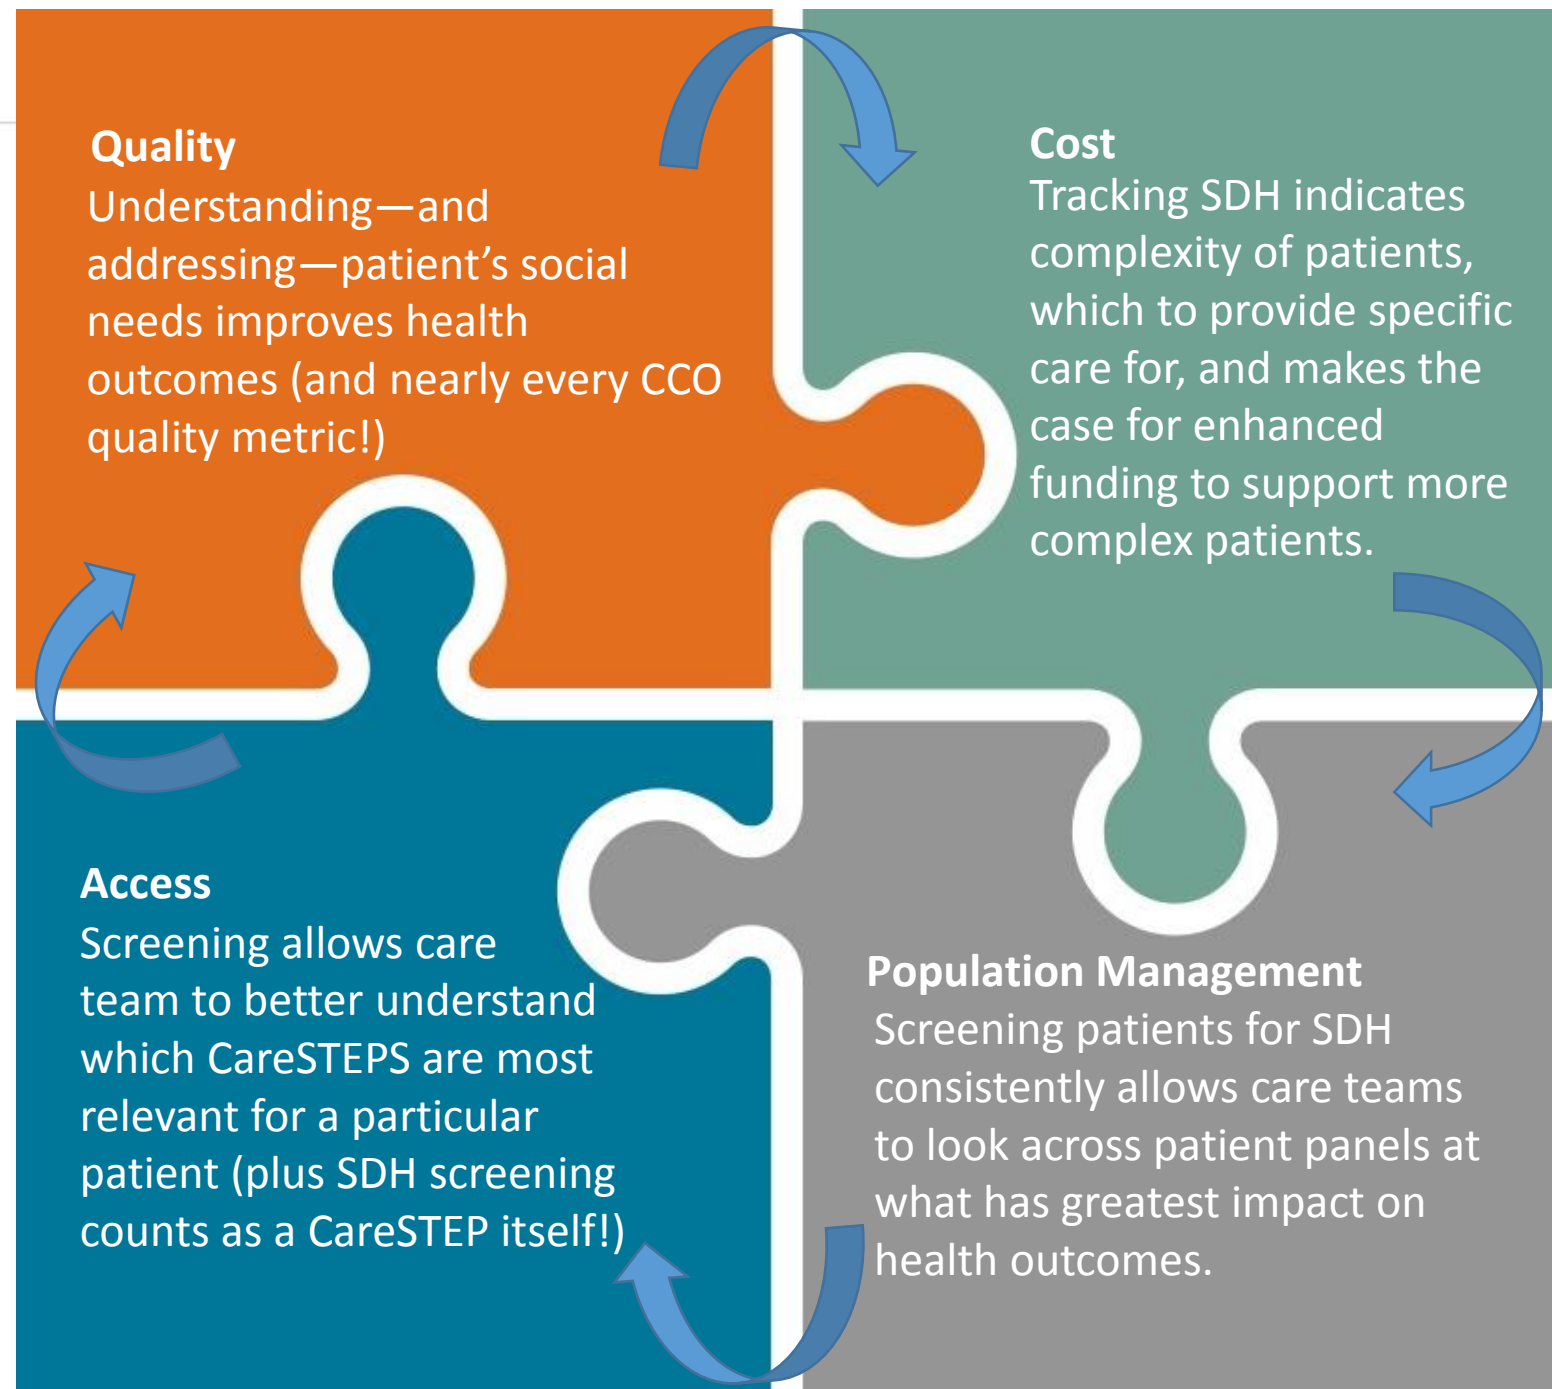 Quality
Understanding—and
addressing—patient’s social
needs improves health
outcomes (and nearly every CCO
quality metric!)
Cost
Tracking SDH indicates
complexity of patients,
which to provide specific
care for, and makes the
case for enhanced
funding to support more
complex patients.
Access
Screening allows care
team to better understand
which CareSTEPS are most
relevant for a particular
patient (plus SDH screening
counts as a CareSTEP itself!)
Population Management
Screening patients for SDH
consistently allows care teams
to look across patient panels at
what has greatest impact on
health outcomes.